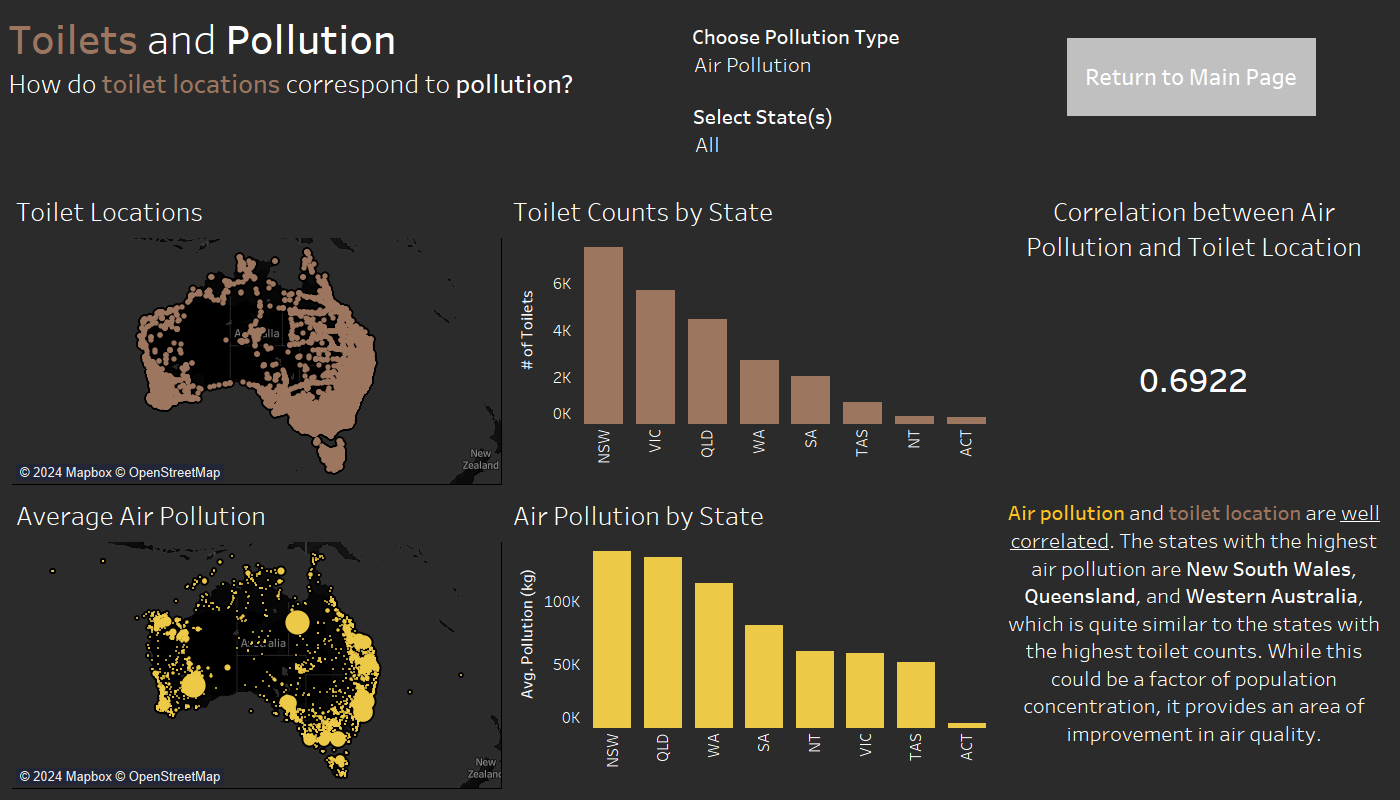 Toilets and Pollution
How do toilet locations correspond to pollution?
Choose Pollution Type
Air Pollution
Select State(s)
All
Return to Main Page
Toilet Locations
Australia
New
Zealand
© 2024 Mapbox © OpenStreetMap
Toilet Counts by State
# of Toilets
6K
4K
2K
0K
NSW
VIC
QLD
WA
SA
TAS
NT
ACT
Correlation between Air
Pollution and Toilet Location
0.6922
Average Air Pollution
Australia
New
Zealand
© 2024 Mapbox © OpenStreetMap
Air Pollution by State
Avg. Pollution (kg)
100K
50K
0K
NSW
QLD
WA
SA
NT
VIC
TAS
ACT
Air pollution and toilet location are well
correlated. The states with the highest
air pollution are New South Wales,
Queensland, and Western Australia,
which is quite similar to the states with
the highest toilet counts. While this
could be a factor of population
concentration, it provides an area of
improvement in air quality.